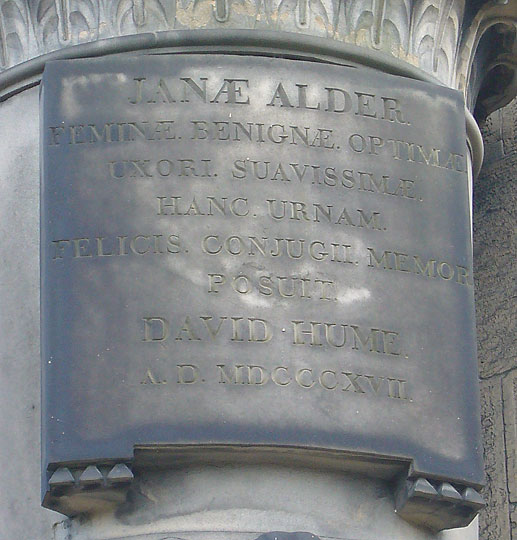 JANÆ ALDER.
FEMINÆ. BENIGNÆ. OPTIMÆ.
UXORI. SUAVISSIMÆ.
HANC. URNAM.
FELICIS. CONJUGII. MEMOR
POSUIT.
DAVID HUME.
A. D. MDCCCXVII.